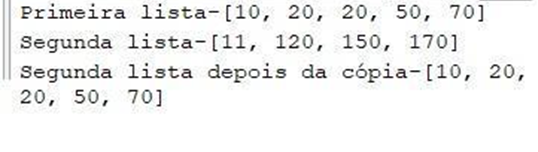 Primeira lista-[10, 20, 20, 50, 70]
Segunda lista-[11, 120, 150, 170]
Segunda lista depois da cópia-[10, 20,
20, 50, 70]